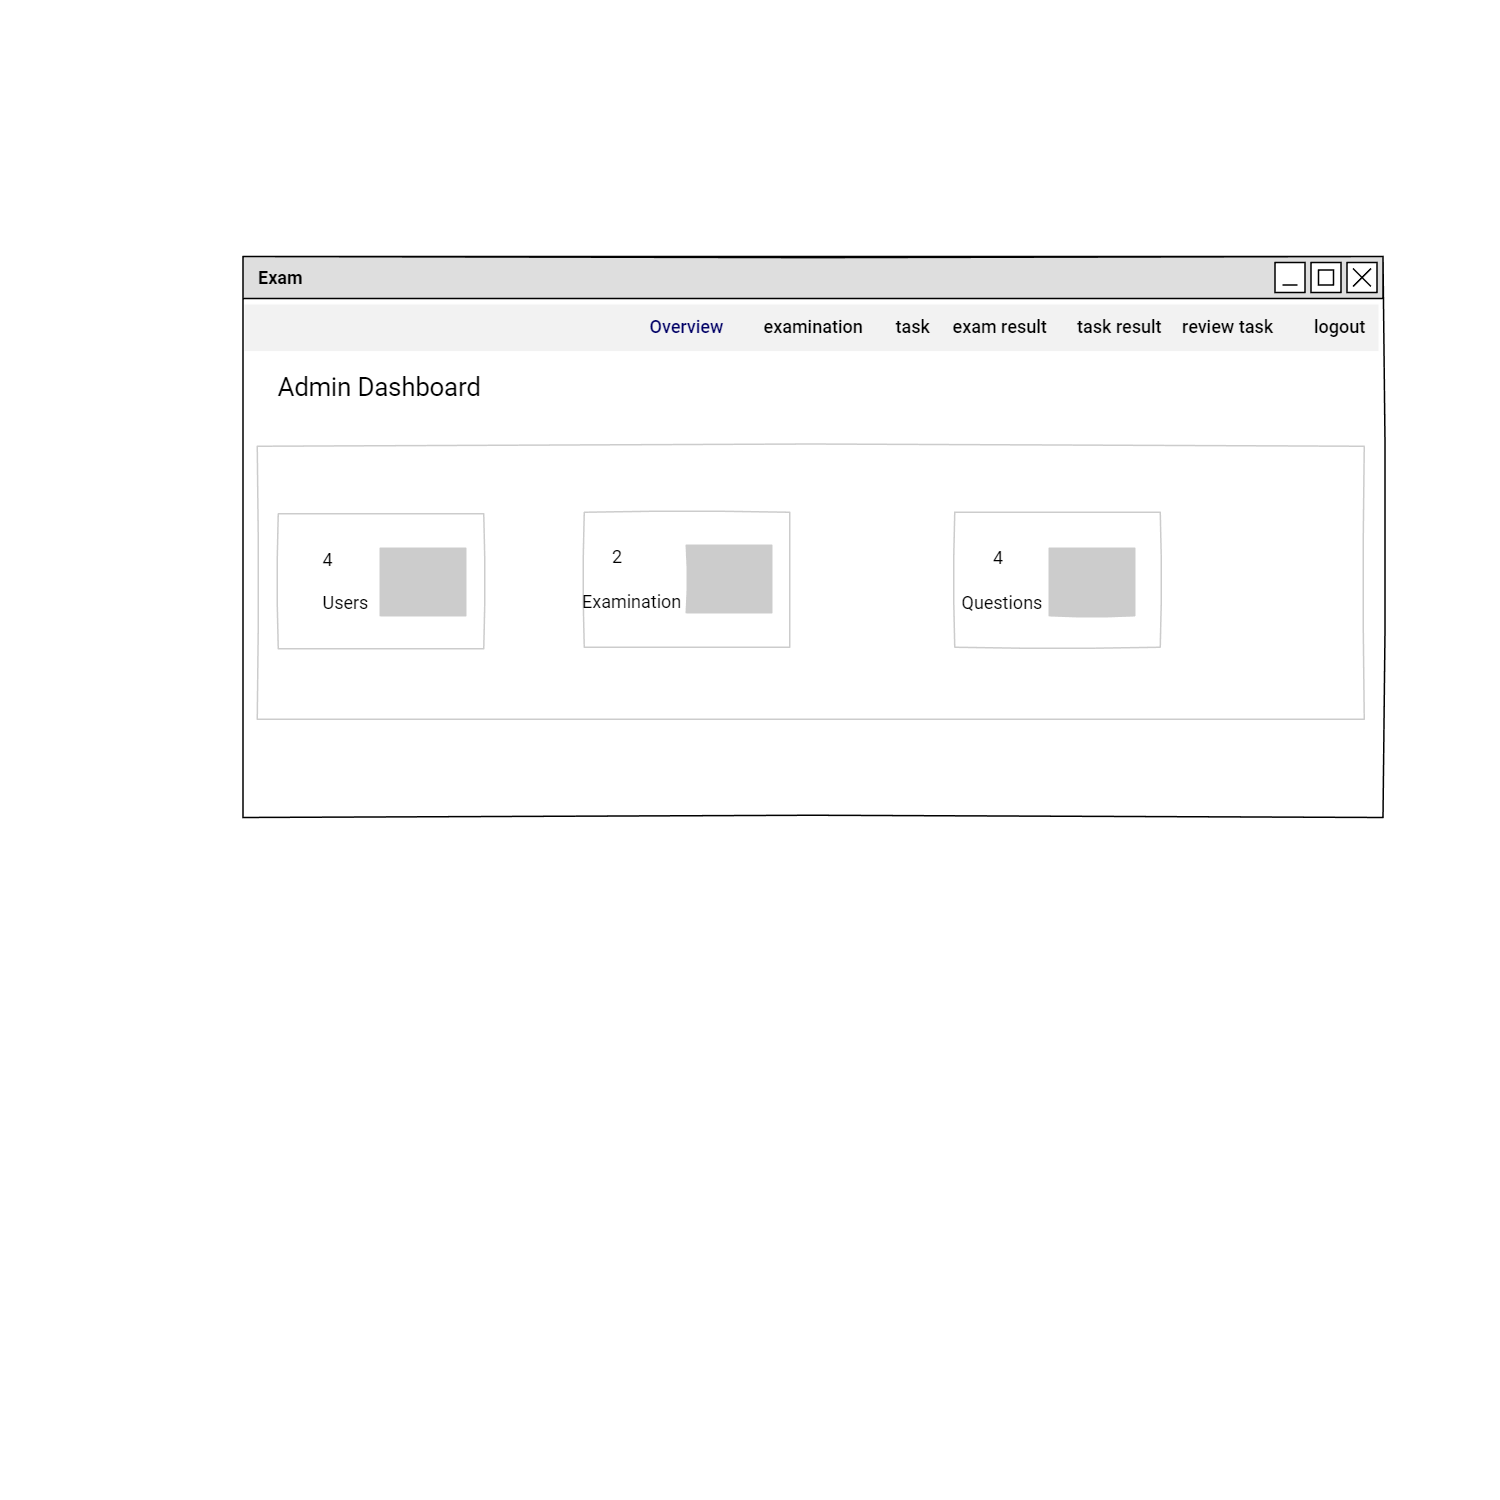 Exam
Overview examination task exam result task result review task logout
Admin Dashboard
4 2 4
Users Examination Questions